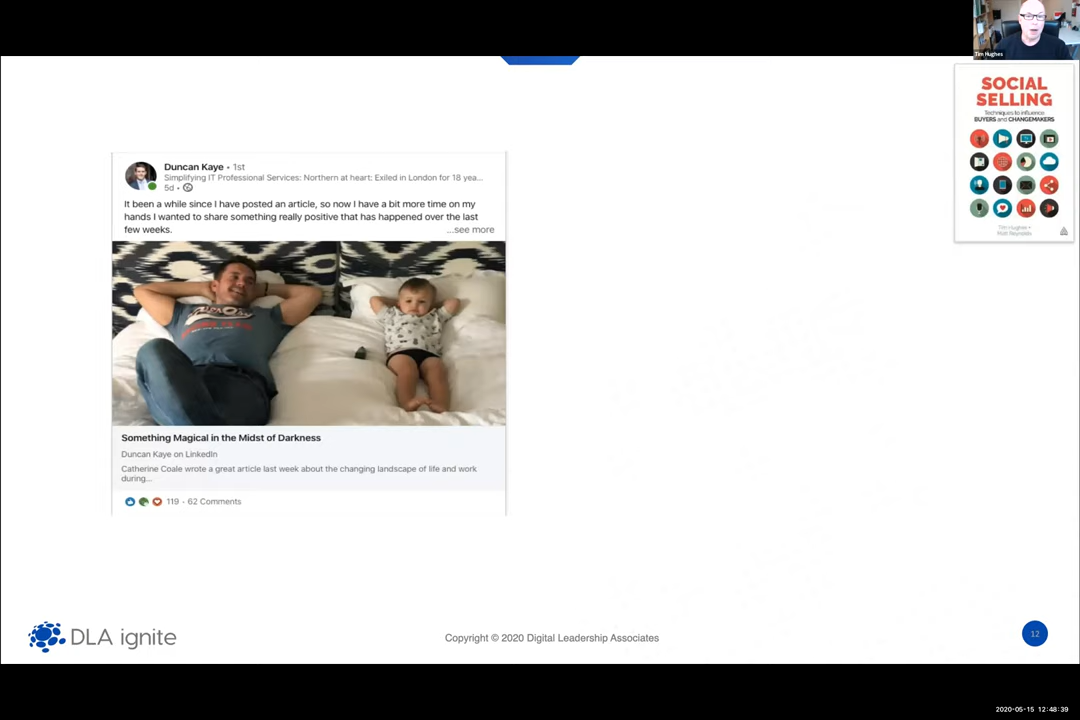 Tim Hughes
SOCIAL
SELLING
Techniques to influence
BUYERS and CHANGEMAKERS
Tim Hughes +
Matt Reynolds
Duncan Kaye • 1st
Simplifying IT Professional Services: Northern at heart: Exiled in London for 18 yea...
5d •
It been a while since I have posted an article, so now I have a bit more time on my
hands I wanted to share something really positive that has happened over the last
few weeks.
...see more
Something Magical in the Midst of Darkness
Duncan Kaye on LinkedIn
Catherine Coale wrote a great article last week about the changing landscape of life and work
during...
119 · 62 Comments
DLA ignite
Copyright © 2020 Digital Leadership Associates
12
2020-05-15 12:48:39